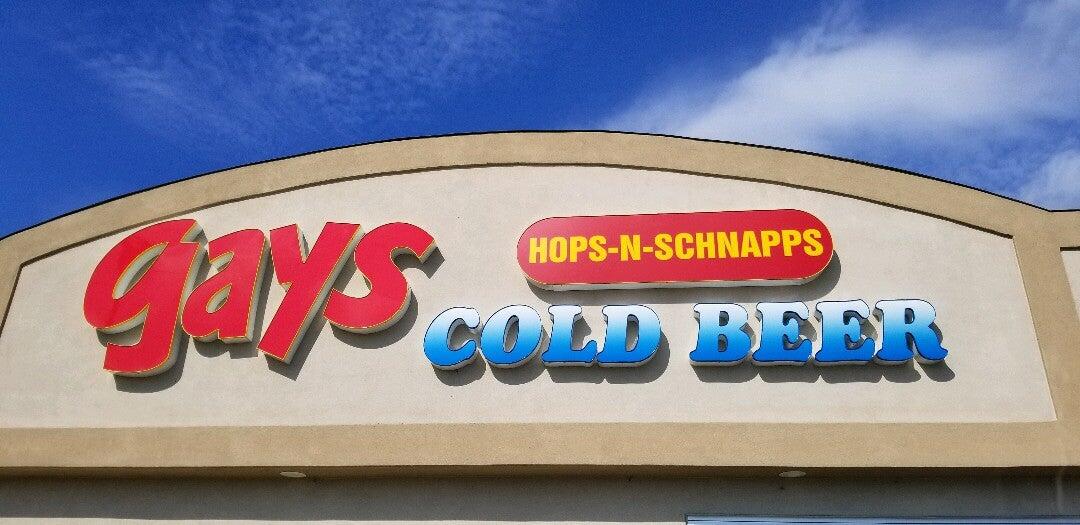 gays
HOPS-N-SCHNAPPS
COLD BEER